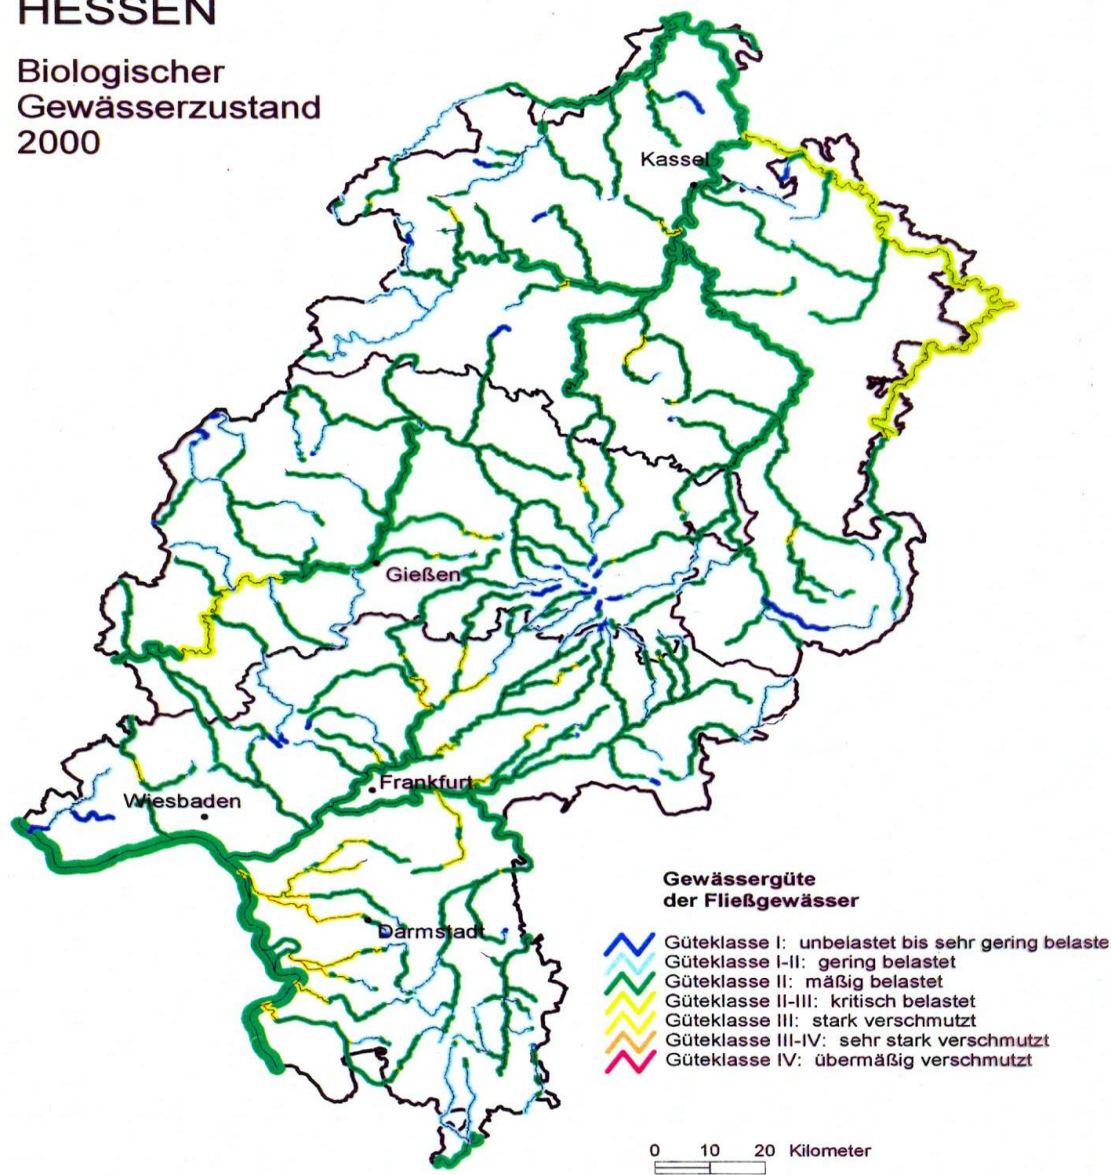 HESSEN
Biologischer
Gewässerzustand
2000
Kassel
Gießen
Frankfurt
Wiesbaden
Darmstadt
Gewässergüte
der Fließgewässer
Güteklasse I: unbelastet bis sehr gering belaste
Güteklasse I-II: gering belastet
Güteklasse II: mäßig belastet
Güteklasse II-III: kritisch belastet
Güteklasse III: stark verschmutzt
Güteklasse III-IV: sehr stark verschmutzt
Güteklasse IV: übermäßig verschmutzt
0 10 20 Kilometer